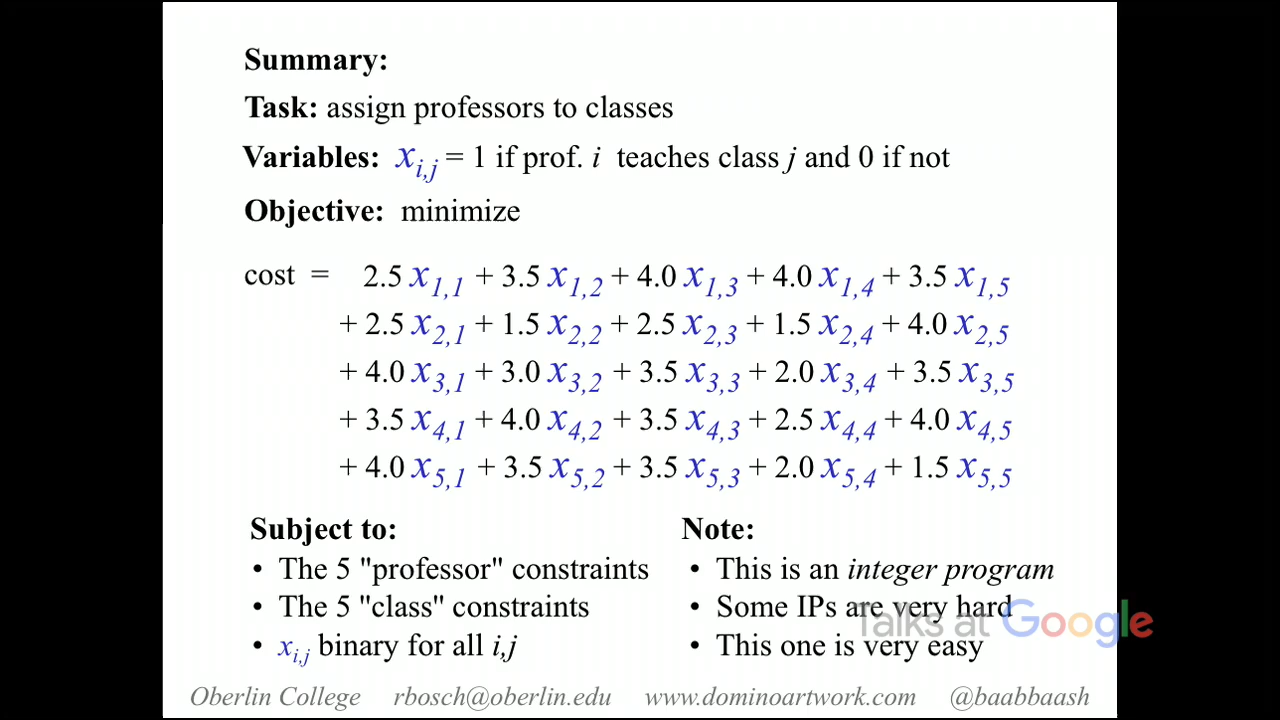 Summary:
Task: assign professors to classes
Variables: x_{i,j} = 1 if prof. i teaches class j and 0 if not
Objective: minimize
cost = 2.5 x_{1,1} + 3.5 x_{1,2} + 4.0 x_{1,3} + 4.0 x_{1,4} + 3.5 x_{1,5}
+ 2.5 x_{2,1} + 1.5 x_{2,2} + 2.5 x_{2,3} + 1.5 x_{2,4} + 4.0 x_{2,5}
+ 4.0 x_{3,1} + 3.0 x_{3,2} + 3.5 x_{3,3} + 2.0 x_{3,4} + 3.5 x_{3,5}
+ 3.5 x_{4,1} + 4.0 x_{4,2} + 3.5 x_{4,3} + 2.5 x_{4,4} + 4.0 x_{4,5}
+ 4.0 x_{5,1} + 3.5 x_{5,2} + 3.5 x_{5,3} + 2.0 x_{5,4} + 1.5 x_{5,5}
Subject to:
• The 5 "professor" constraints
• The 5 "class" constraints
• x_{i,j} binary for all i,j
Note:
• This is an integer program
• Some IPs are very hard
• This one is very easy
Talks at Google
Oberlin College rbosch@oberlin.edu www.dominoartwork.com @baabbaash